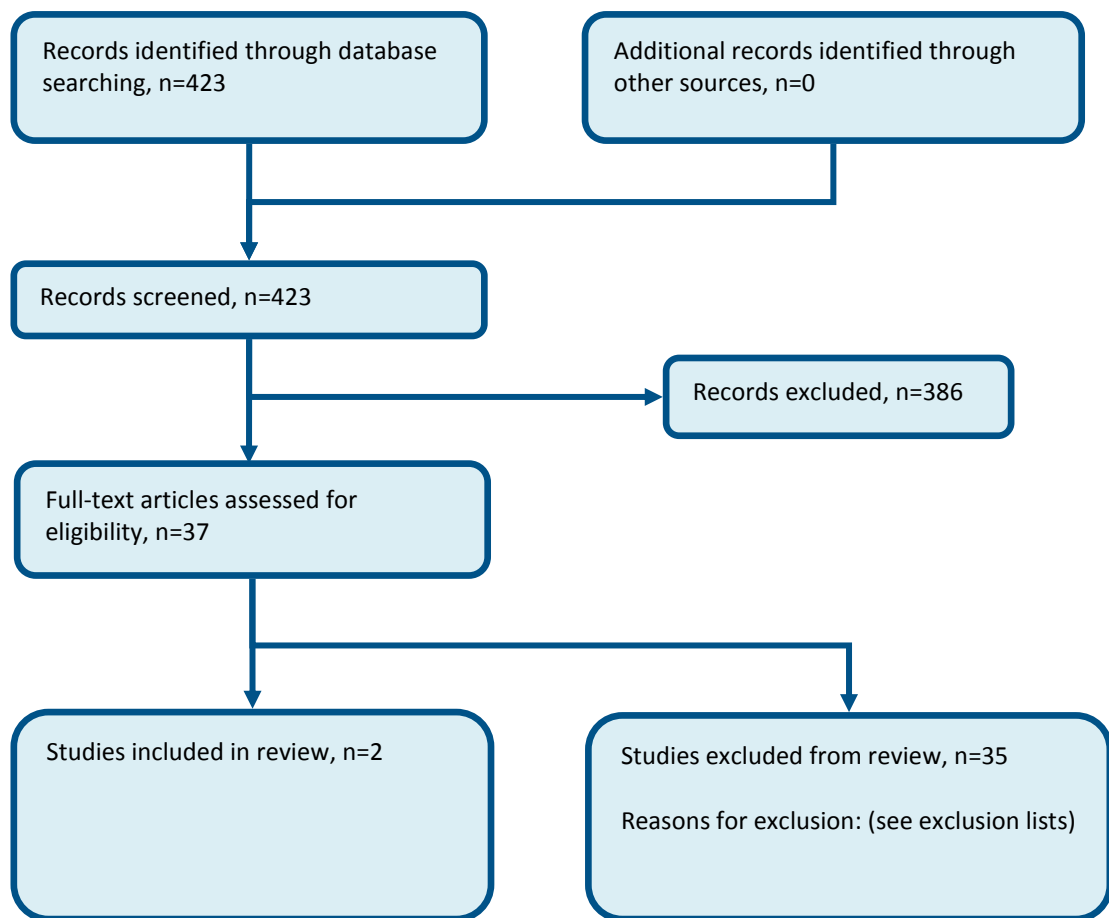 Records identified through database
searching, n=423
Additional records identified through
other sources, n=0
Records screened, n=423
Records excluded, n=386
Full-text articles assessed for
eligibility, n=37
Studies included in review, n=2
Studies excluded from review, n=35
Reasons for exclusion: (see exclusion lists)